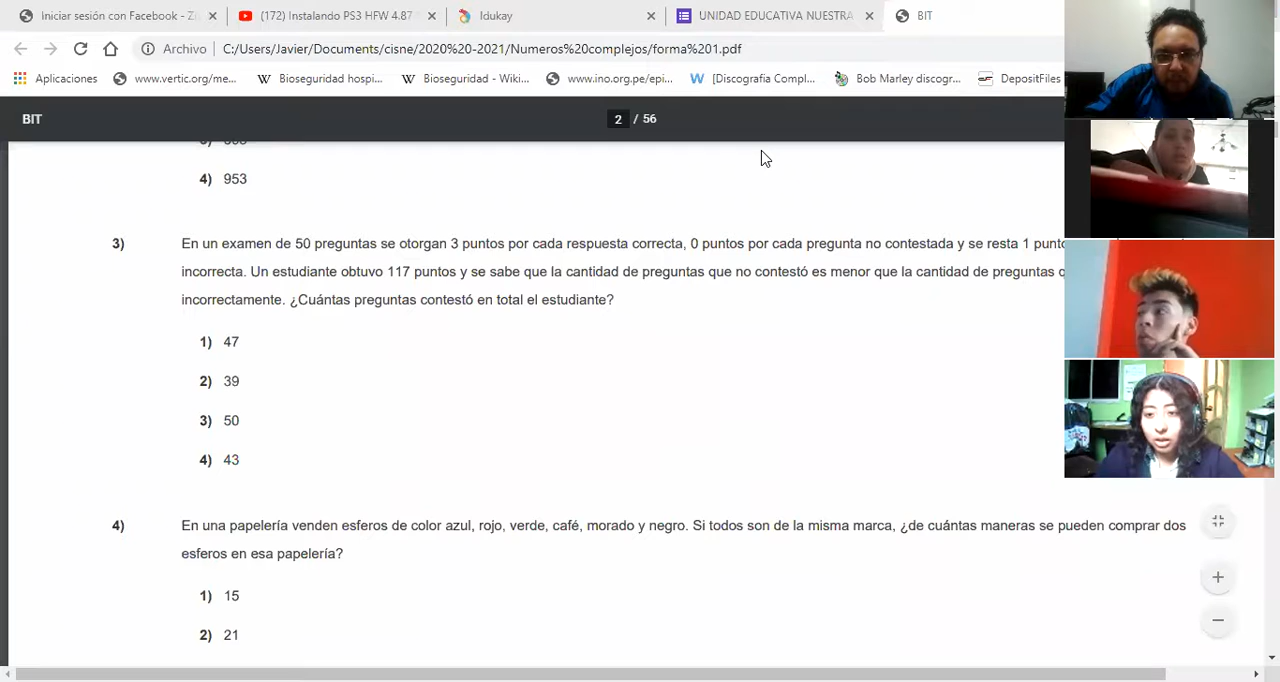 Iniciar sesión con Facebook - Zo
(172) Instalando PS3 HFW 4.87
Idukay
UNIDAD EDUCATIVA NUESTRA
BIT
Archivo
C:/Users/Javier/Documents/cisne/2020%20-2021/Numeros%20complejos/forma%201.pdf
Aplicaciones
www.vertic.org/me...
Bioseguridad hospi...
Bioseguridad - Wiki...
www.ino.org.pe/epi...
[Discografia Compl...
Bob Marley discogr...
DepositFiles
BIT
2 / 56
4) 953
3) En un examen de 50 preguntas se otorgan 3 puntos por cada respuesta correcta, 0 puntos por cada pregunta no contestada y se resta 1 punto
incorrecta. Un estudiante obtuvo 117 puntos y se sabe que la cantidad de preguntas que no contestó es menor que la cantidad de preguntas
incorrectamente. ¿Cuántas preguntas contestó en total el estudiante?
1) 47
2) 39
3) 50
4) 43
4) En una papelería venden esferos de color azul, rojo, verde, café, morado y negro. Si todos son de la misma marca, ¿de cuántas maneras se pueden comprar dos
esferos en esa papelería?
1) 15
2) 21